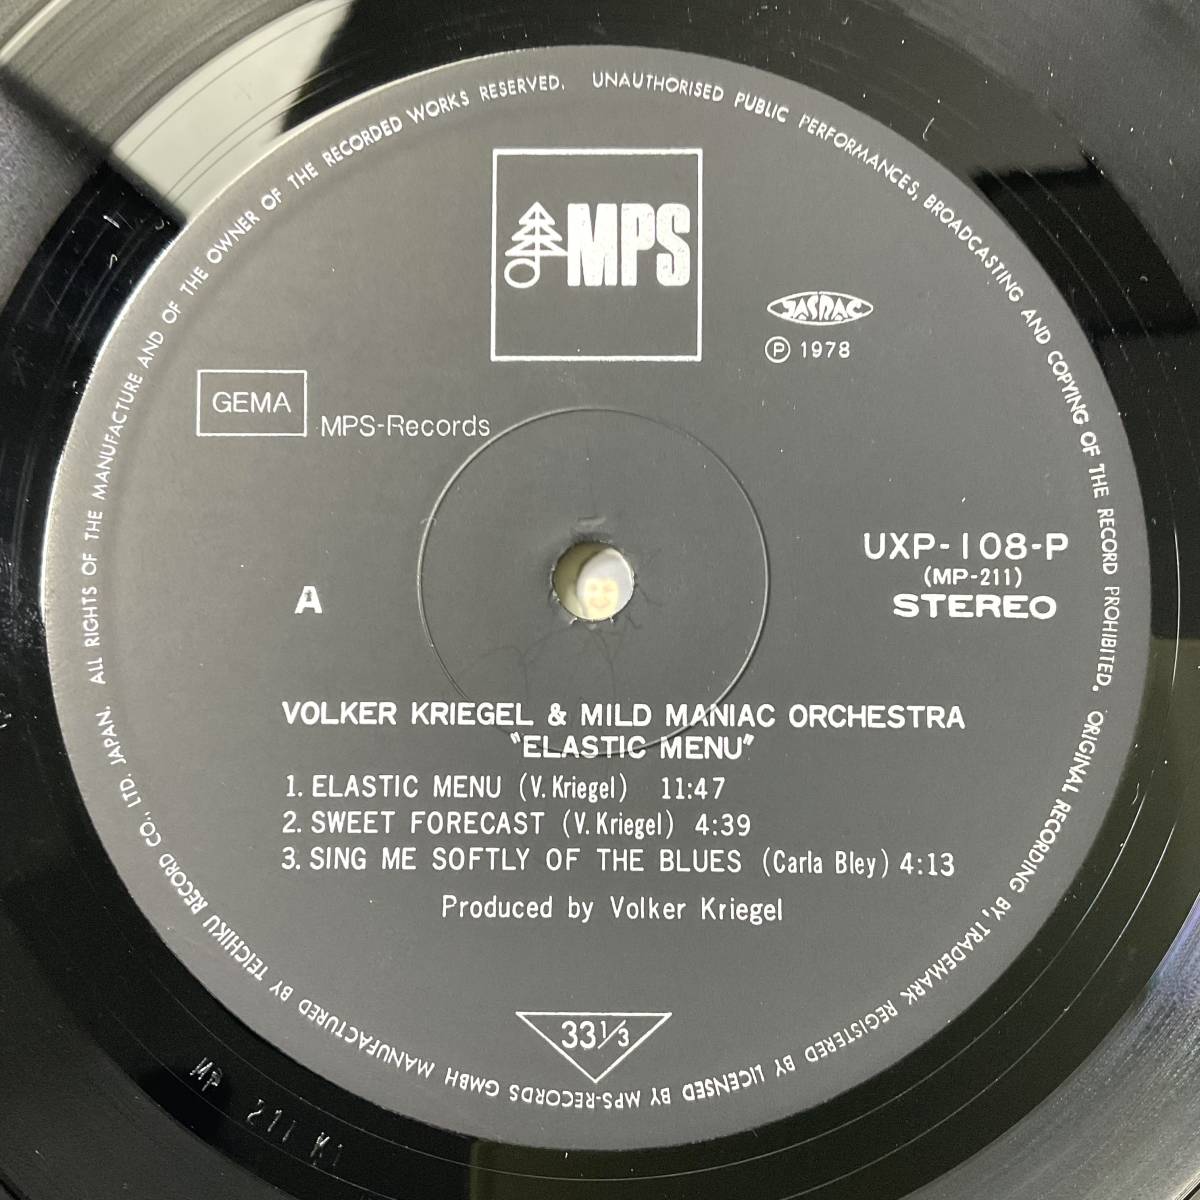 ALL RIGHTS OF THE MANUFACTURE AND OF THE OWNER OF THE RECORDED WORKS RESERVED. UNAUTHORISED PUBLIC PERFORMANCES, BROADCASTING AND COPYING OF THE RECORD PROHIBITED. ORIGINAL RECORDING BY, TRADEMARK REGISTERED BY LICENSED BY MPS-RECORDS GMBH MANUFACTURED BY TEICHIKU RECORD CO., LTD. JAPAN.
MPS
JASRAC
Ⓟ 1978
GEMA
MPS-Records
UXP-108-P
(MP-211)
STEREO
A
VOLKER KRIEGEL & MILD MANIAC ORCHESTRA
"ELASTIC MENU"
1. ELASTIC MENU (V. Kriegel) 11:47
2. SWEET FORECAST (V. Kriegel) 4:39
3. SING ME SOFTLY OF THE BLUES (Carla Bley) 4:13
Produced by Volker Kriegel
33 1/3
MP 211